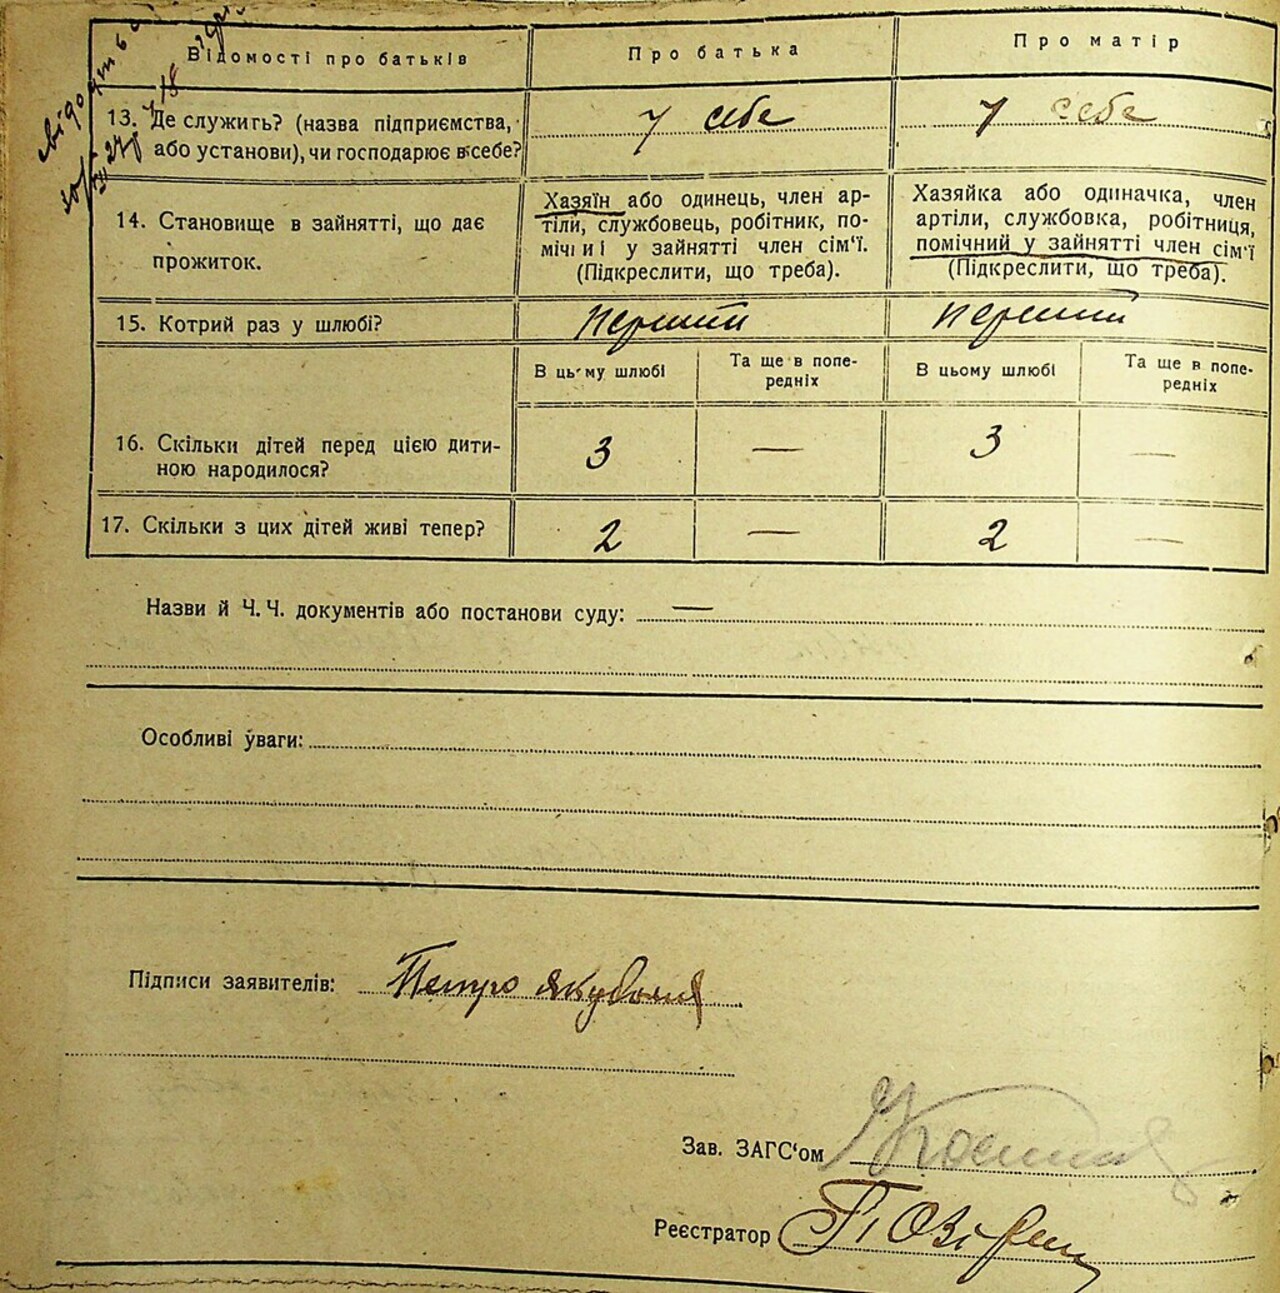 Відомості про батьків
Про батька
Про матір
13. Де служить? (назва підприємства,
або установи), чи господарює в себе?
у себе
у себе
14. Становище в зайнятті, що дає
прожиток.
Хазяїн або одинець, член ар-
тіли, службовець, робітник, по-
мічниі у зайнятті член сім'ї.
(Підкреслити, що треба).
Хазяйка або одиначка, член
артіли, службовка, робітниця,
помічний у зайнятті член сім'ї
(Підкреслити, що треба).
15. Котрий раз у шлюбі?
перший
перший
В цьму шлюбі
Та ще в попе-
редніх
В цьому шлюбі
Та ще в попе-
редніх
16. Скільки дітей перед цією дити-
ною народилося?
3
—
3
—
17. Скільки з цих дітей живі тепер?
2
—
2
—
Назви й Ч.Ч. документів або постанови суду: —
Особливі уваги:
Підписи заявителів: Петро
Зав. ЗАГС'ом
Реєстратор